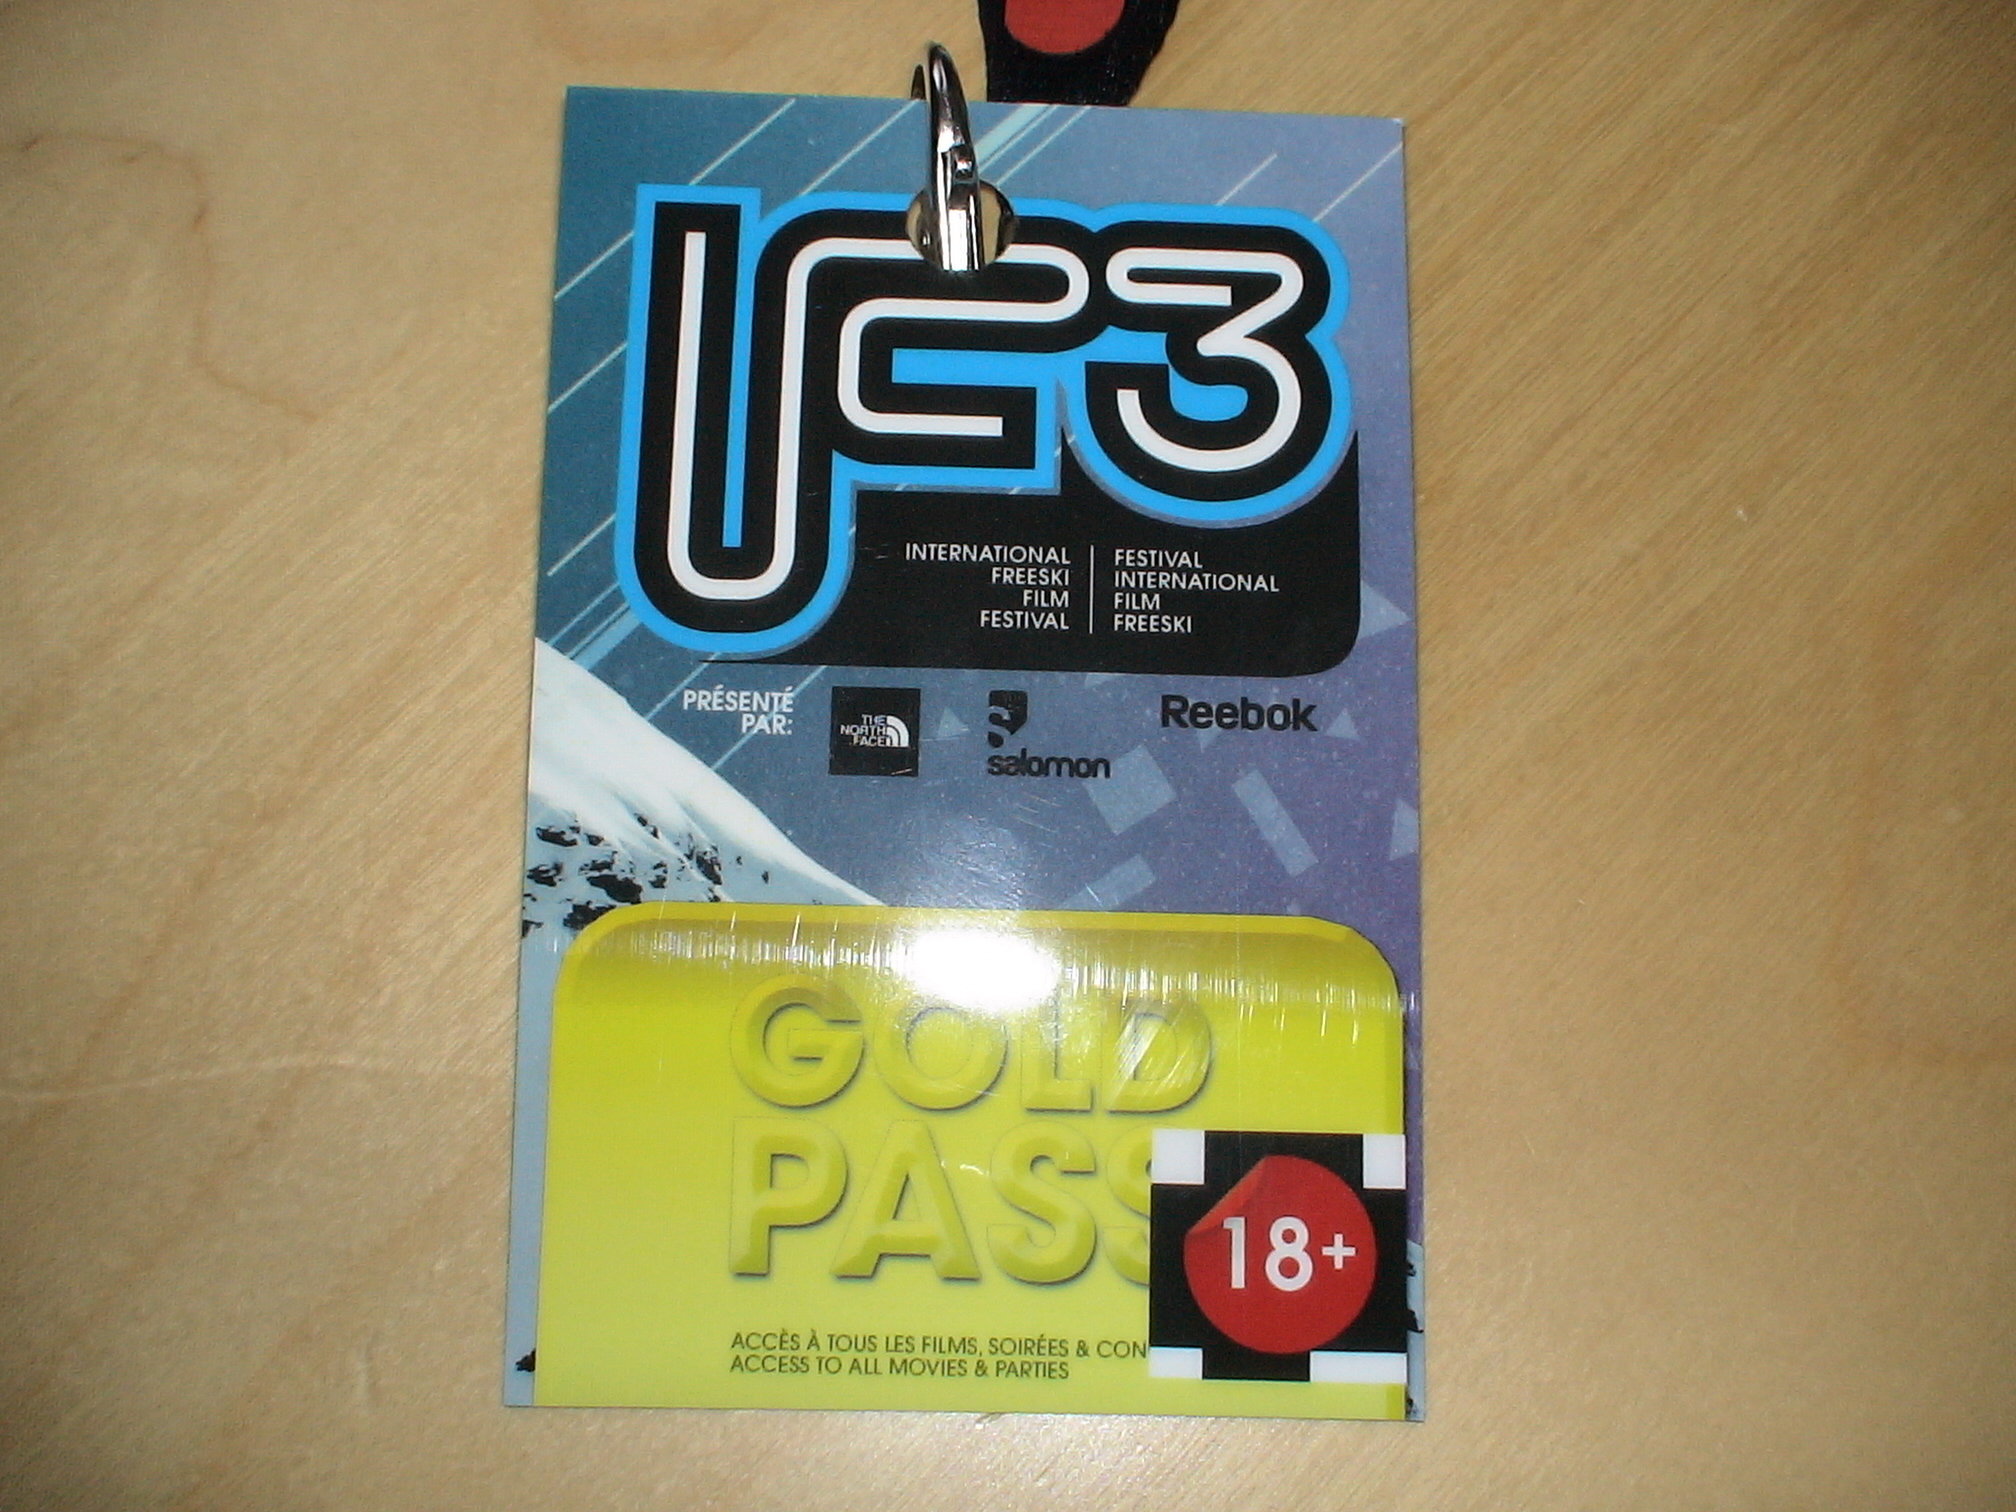 IF3
INTERNATIONAL
FREESKI
FILM
FESTIVAL
FESTIVAL
INTERNATIONAL
FILM
FREESKI
PRÉSENTÉ
PAR:
THE
NORTH
FACE
salomon
Reebok
GOLD
PASS
18+
ACCÈS À TOUS LES FILMS, SOIRÉES & CON
ACCESS TO ALL MOVIES & PARTIES